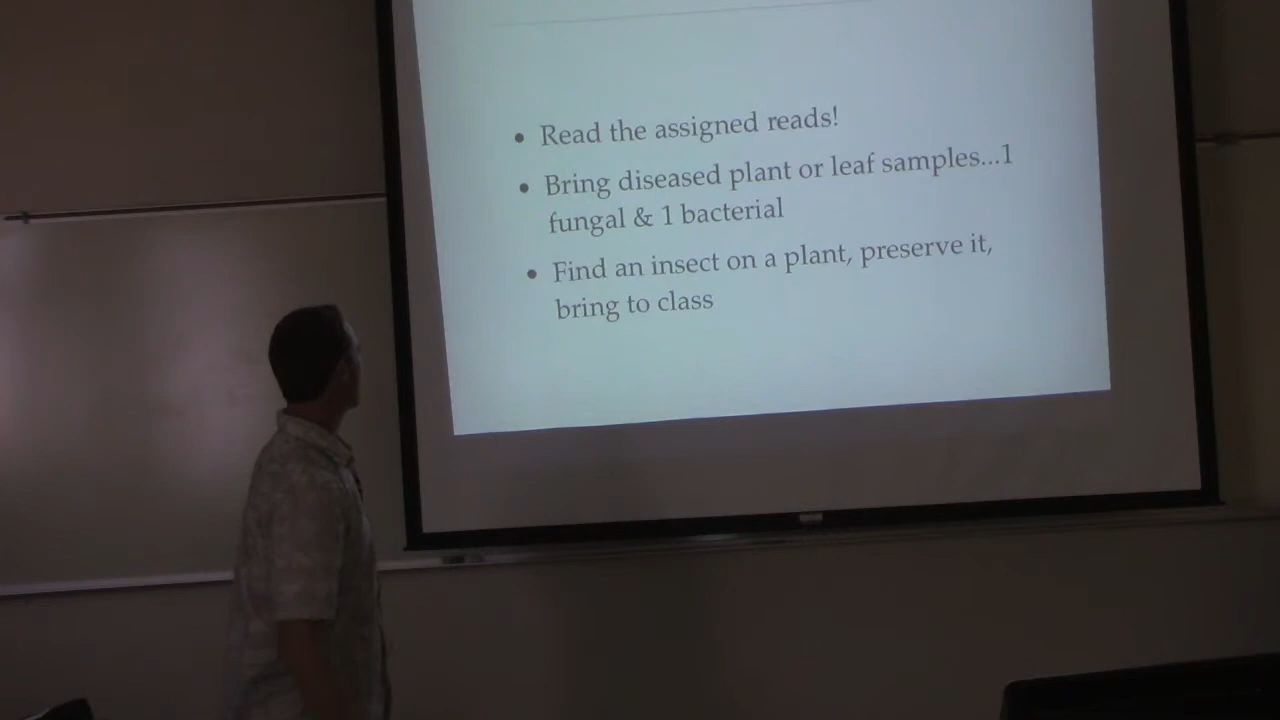 • Read the assigned reads!
• Bring diseased plant or leaf samples...1
fungal & 1 bacterial
• Find an insect on a plant, preserve it,
bring to class